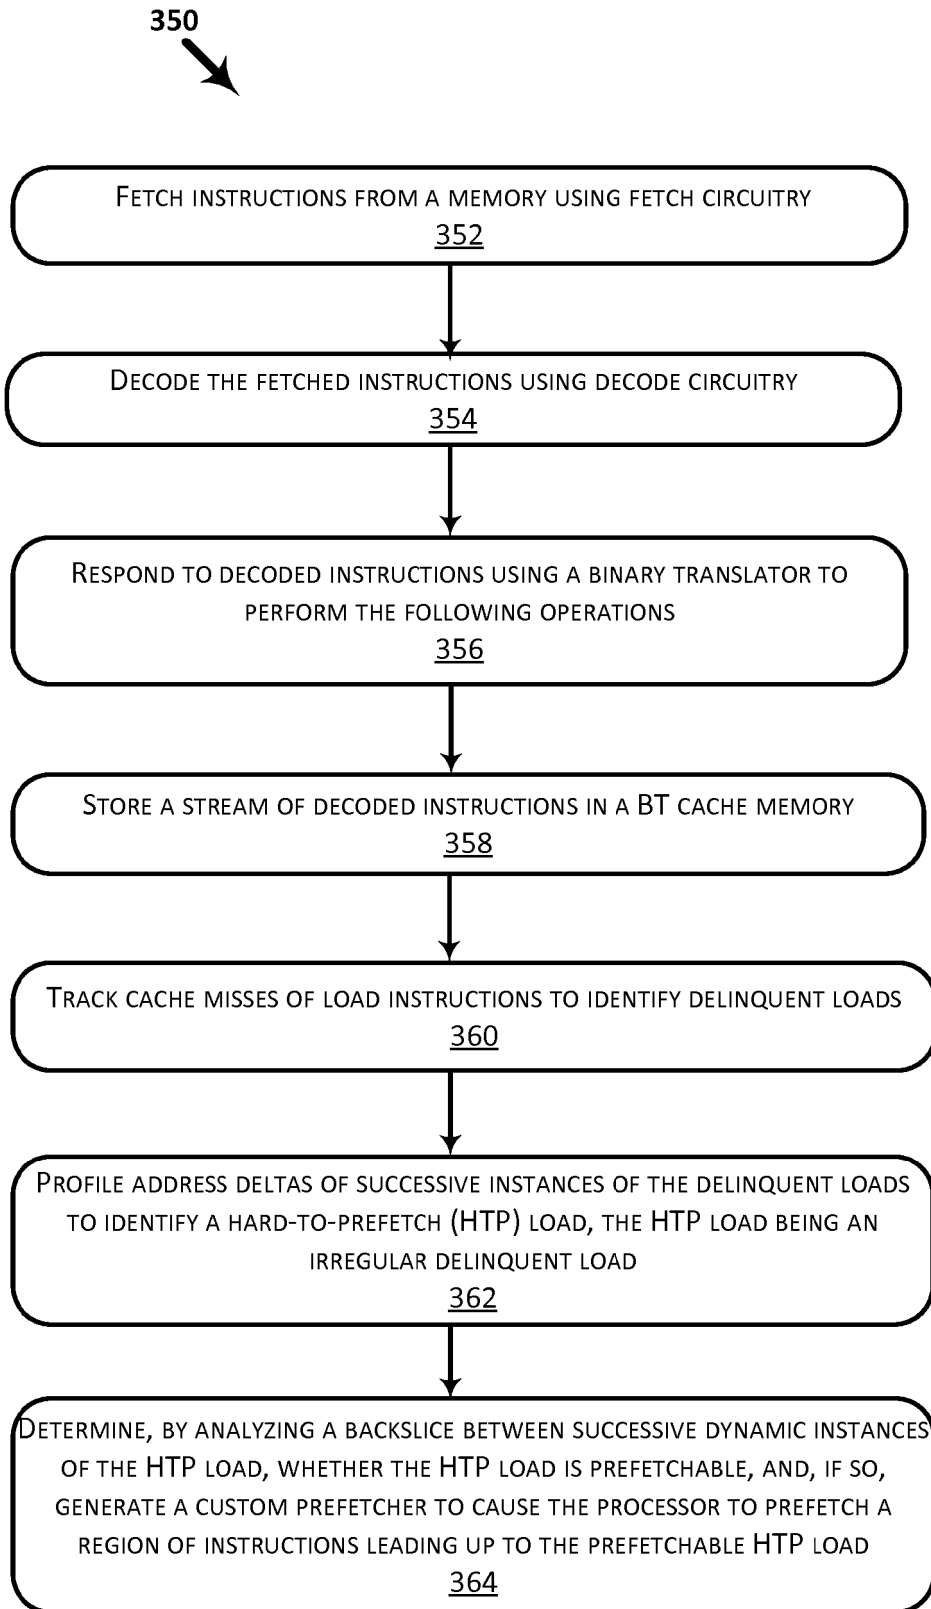 350
FETCH INSTRUCTIONS FROM A MEMORY USING FETCH CIRCUITRY
352
DECODE THE FETCHED INSTRUCTIONS USING DECODE CIRCUITRY
354
RESPOND TO DECODED INSTRUCTIONS USING A BINARY TRANSLATOR TO
PERFORM THE FOLLOWING OPERATIONS
356
STORE A STREAM OF DECODED INSTRUCTIONS IN A BT CACHE MEMORY
358
TRACK CACHE MISSES OF LOAD INSTRUCTIONS TO IDENTIFY DELINQUENT LOADS
360
PROFILE ADDRESS DELTAS OF SUCCESSIVE INSTANCES OF THE DELINQUENT LOADS
TO IDENTIFY A HARD-TO-PREFETCH (HTP) LOAD, THE HTP LOAD BEING AN
IRREGULAR DELINQUENT LOAD
362
DETERMINE, BY ANALYZING A BACKSLICE BETWEEN SUCCESSIVE DYNAMIC INSTANCES
OF THE HTP LOAD, WHETHER THE HTP LOAD IS PREFETCHABLE, AND, IF SO,
GENERATE A CUSTOM PREFETCHER TO CAUSE THE PROCESSOR TO PREFETCH A
REGION OF INSTRUCTIONS LEADING UP TO THE PREFETCHABLE HTP LOAD
364